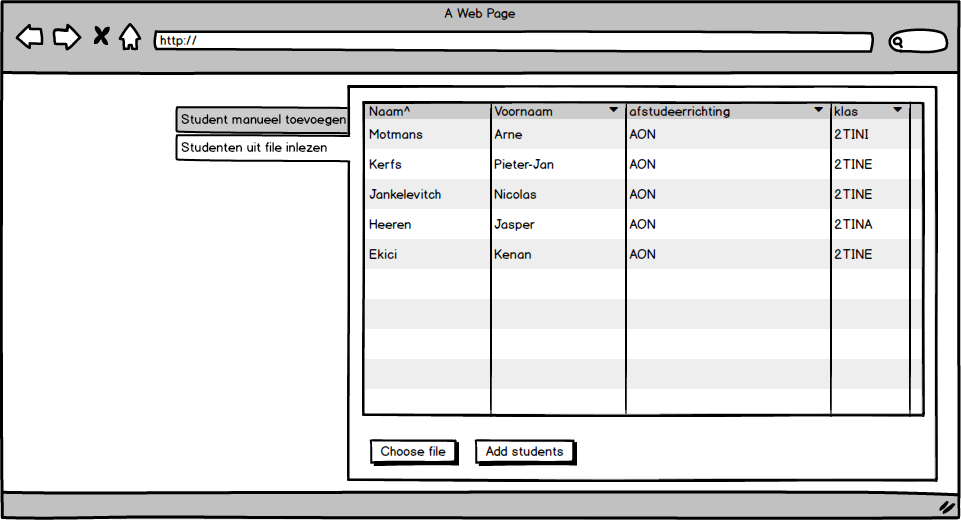 A Web Page
http://
Student manueel toevoegen
Studenten uit file inlezen
Naam^ Voornaam afstudeerrichting klas
Motmans Arne AON 2TINI
Kerfs Pieter-Jan AON 2TINE
Jankelevitch Nicolas AON 2TINE
Heeren Jasper AON 2TINA
Ekici Kenan AON 2TINE
Choose file Add students